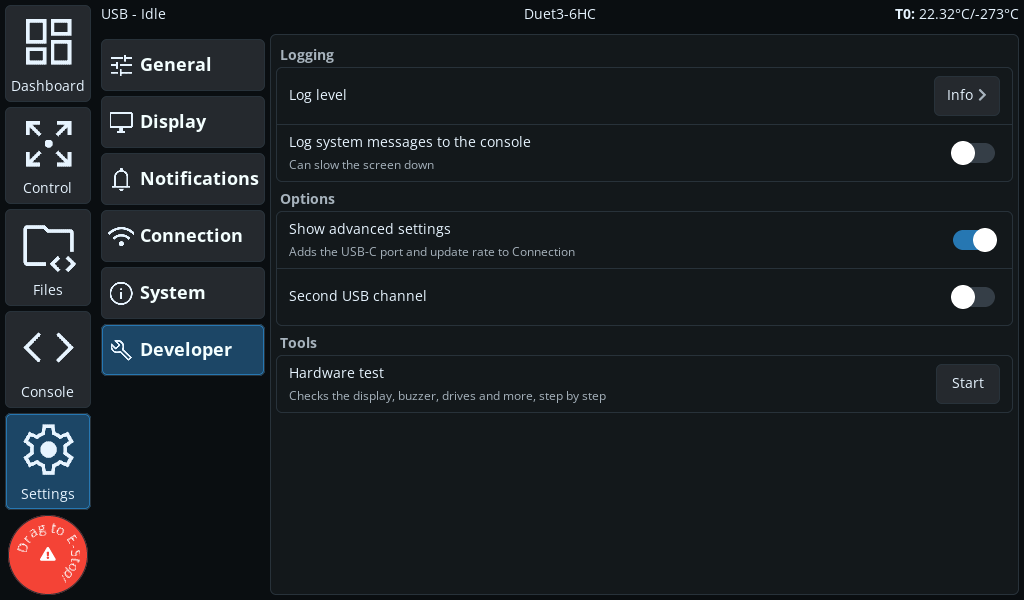 USB - Idle
Duet3-6HC
T0: 22.32°C/-273°C
Dashboard
Control
Files
Console
Settings
Drag to E-Stop!
General
Display
Notifications
Connection
System
Developer
Logging
Log level
Info
Log system messages to the console
Can slow the screen down
Options
Show advanced settings
Adds the USB-C port and update rate to Connection
Second USB channel
Tools
Hardware test
Checks the display, buzzer, drives and more, step by step
Start